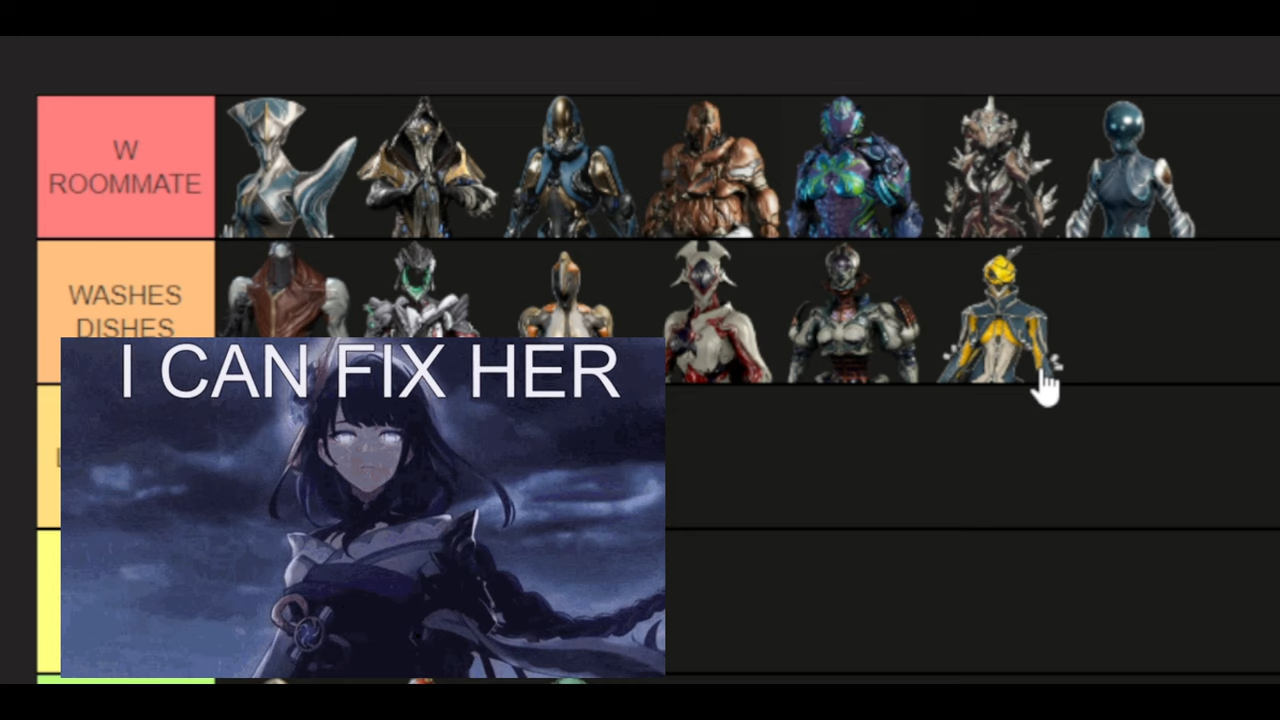 W
ROOMMATE
WASHES
DISHES
I CAN FIX HER